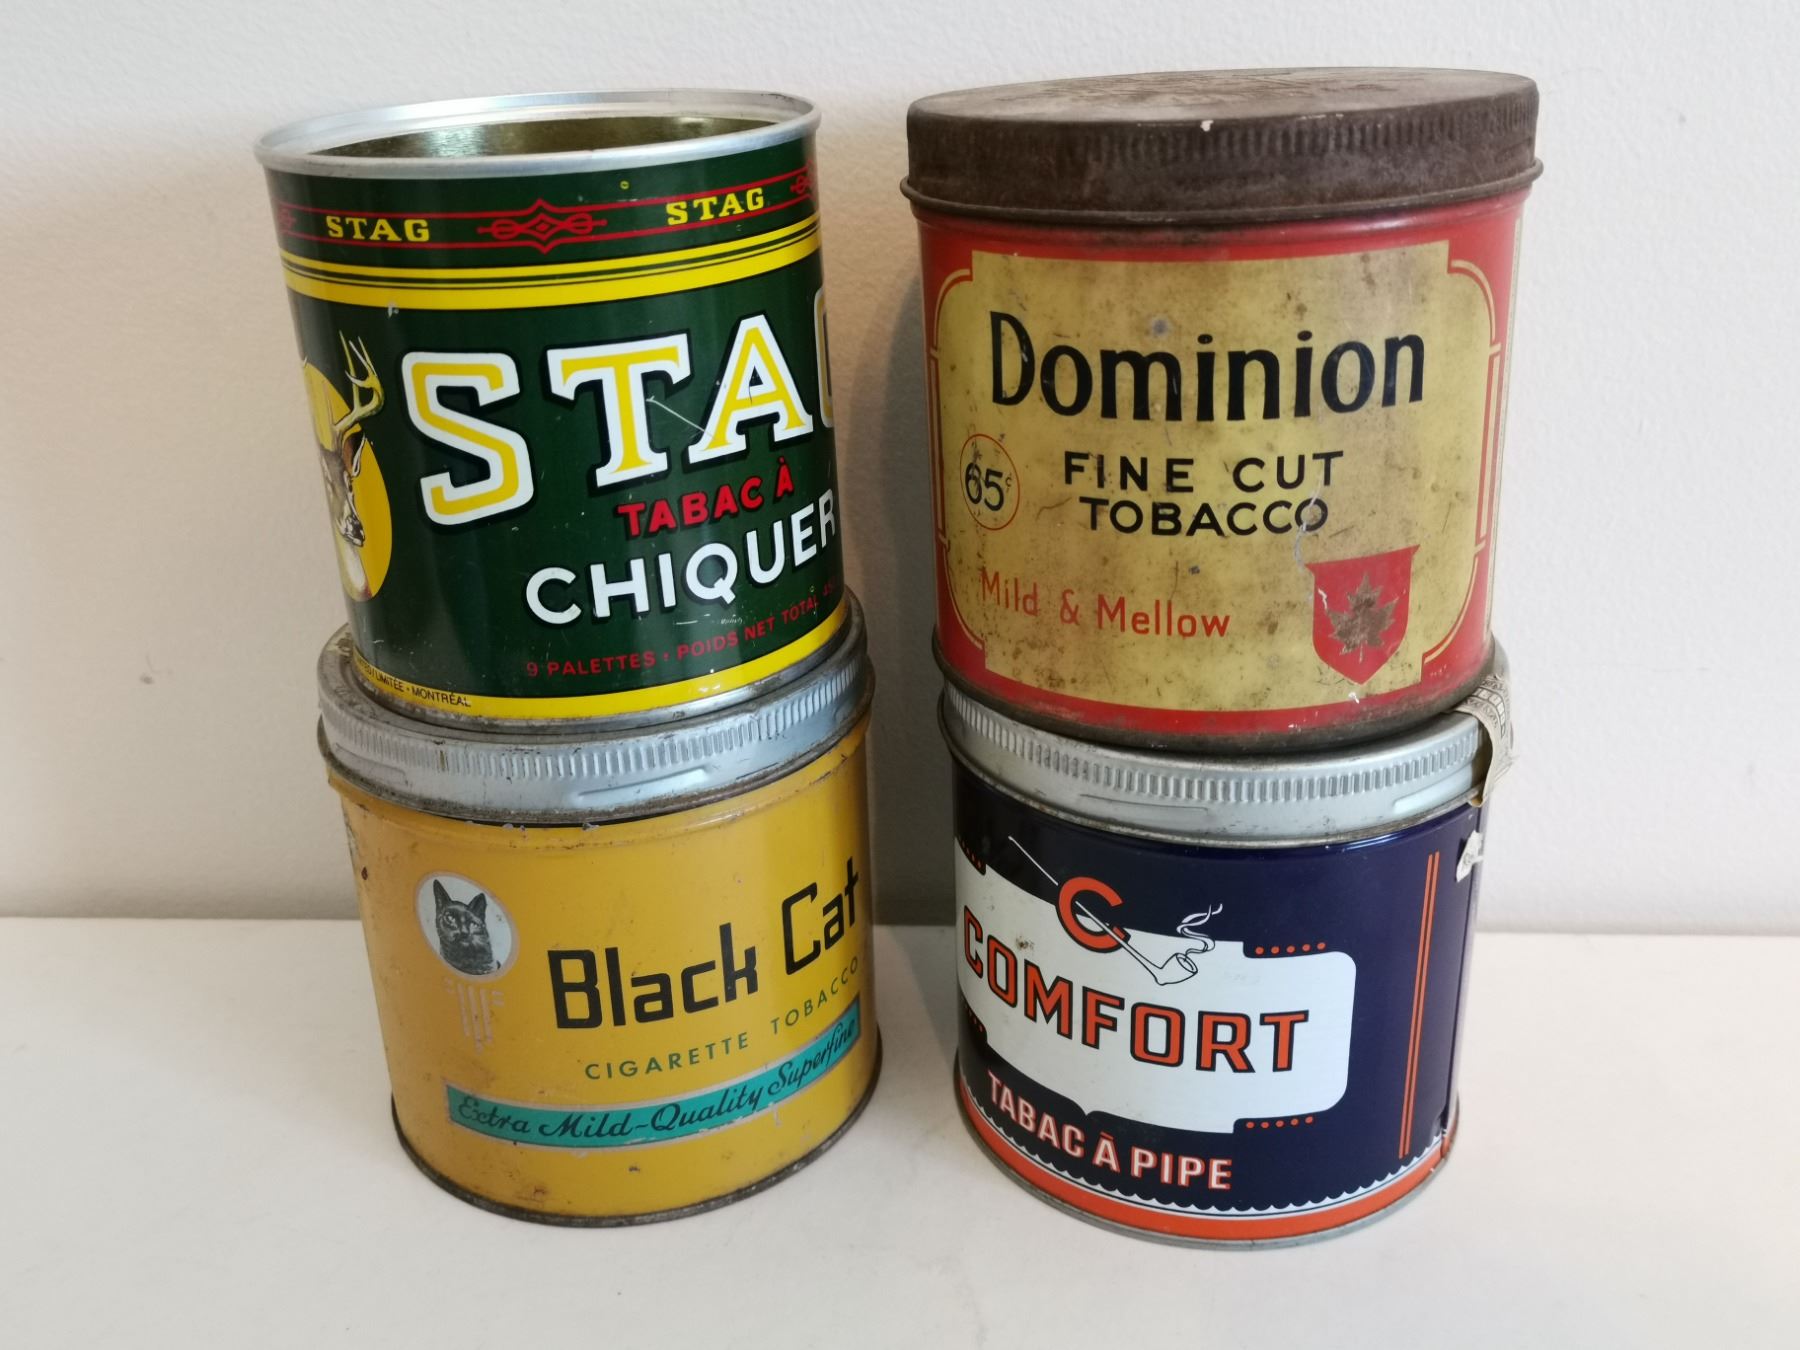 STAG STAG
STAG
TABAC À
CHIQUER
9 PALETTES • POIDS NET TOTAL
LIMITÉE • MONTRÉAL
Dominion
65¢
FINE CUT
TOBACCO
Mild & Mellow
Black Cat
CIGARETTE TOBACCO
Extra Mild-Quality Superfine
C
COMFORT
TABAC À PIPE